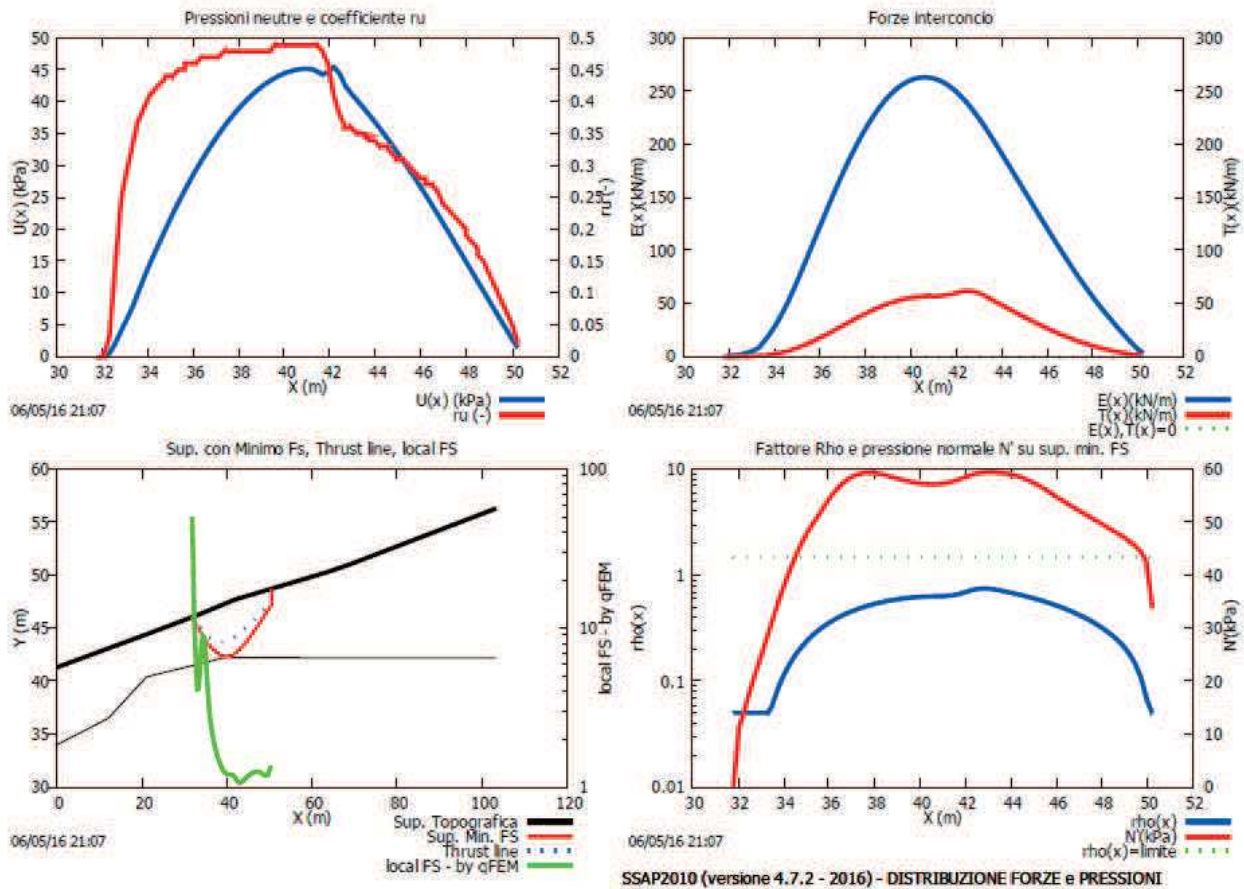 Pressioni neutre e coefficiente ru
50
45
40
35
30
25
20
15
10
5
0
U(x) (kPa)
0.5
0.45
0.4
0.35
0.3
0.25
0.2
0.15
0.1
0.05
0
ru (-)
30 32 34 36 38 40 42 44 46 48 50 52
X (m)
06/05/16 21:07
U(x) (kPa)
ru (-)
Forze interconcio
300
250
200
150
100
50
0
E(x)(kN/m)
300
250
200
150
100
50
0
T(x)(kN/m)
30 32 34 36 38 40 42 44 46 48 50 52
X (m)
06/05/16 21:07
E(x)(kN/m)
T(x)(kN/m)
E(x),T(x)=0
Sup. con Minimo Fs, Thrust line, local FS
60
55
50
45
40
35
30
Y (m)
100
10
1
local FS - by qFEM
0 20 40 60 80 100 120
X (m)
06/05/16 21:07
Sup. Topografica
Sup. Min. FS
Thrust line
local FS - by qFEM
Fattore Rho e pressione normale N' su sup. min. FS
10
1
0.1
0.01
rho(x)
60
50
40
30
20
10
0
N'(kPa)
30 32 34 36 38 40 42 44 46 48 50 52
X (m)
06/05/16 21:07
rho(x)
N'(kPa)
rho(x)=limite
SSAP2010 (versione 4.7.2 - 2016) - DISTRIBUZIONE FORZE e PRESSIONI